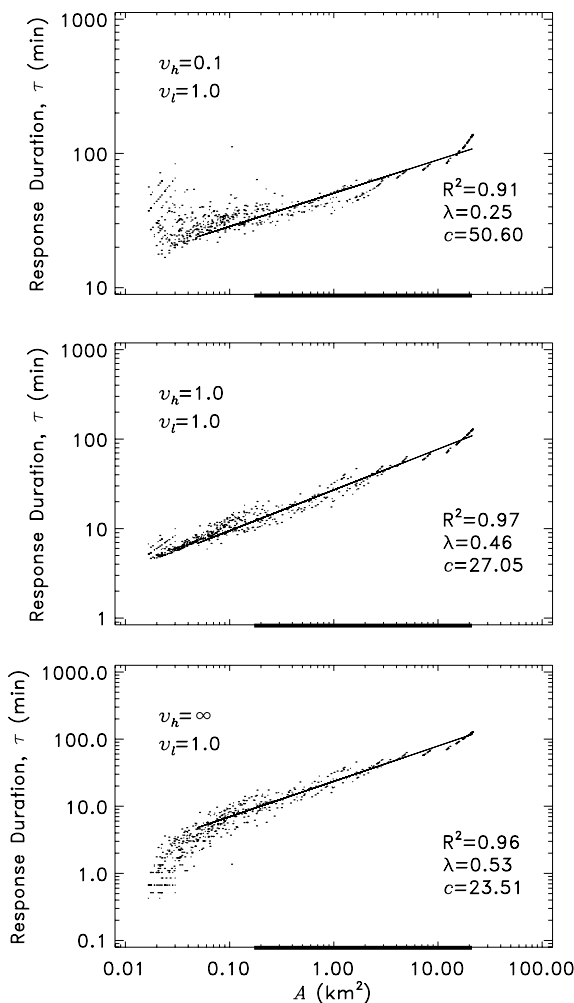 1000
100
10
Response Duration, τ (min)
υh=0.1
υl=1.0
R2=0.91
λ=0.25
c=50.60
1000
100
10
1
Response Duration, τ (min)
υh=1.0
υl=1.0
R2=0.97
λ=0.46
c=27.05
1000.0
100.0
10.0
1.0
0.1
Response Duration, τ (min)
υh=∞
υl=1.0
R2=0.96
λ=0.53
c=23.51
0.01 0.10 1.00 10.00 100.00
A (km2)